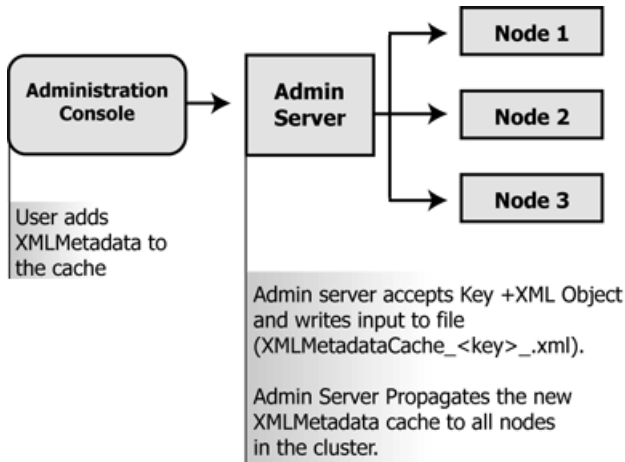 Administration
Console
Admin
Server
Node 1
Node 2
Node 3
User adds
XMLMetadata to
the cache
Admin server accepts Key +XML Object
and writes input to file
(XMLMetadataCache_<key>_.xml).
Admin Server Propagates the new
XMLMetadata cache to all nodes
in the cluster.